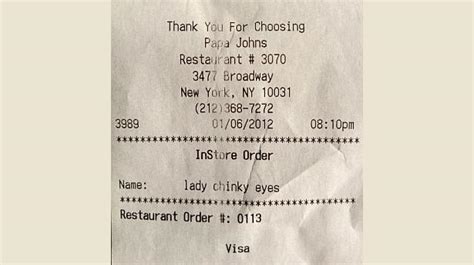 Thank You For Choosing
Papa Johns
Restaurant # 3070
3477 Broadway
New York, NY 10031
(212)368-7272
3989 01/06/2012 08:10pm
************************************
InStore Order
Name: lady chinky eyes
************************************
Restaurant Order #: 0113
Visa